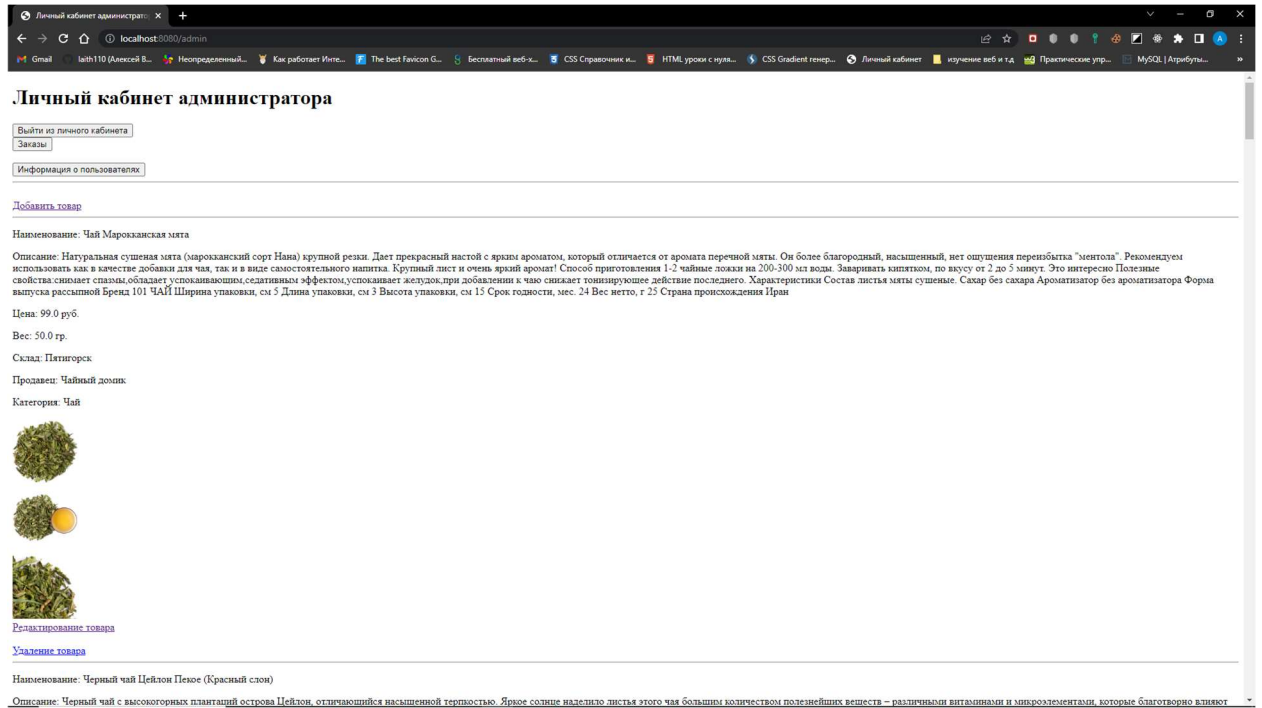 Личный кабинет администрато
localhost:8080/admin
Gmail
laith110 (Алексей В...
Неопределенный...
Как работает Инте...
The best Favicon G...
Бесплатный веб-х...
CSS Справочник и...
HTML уроки с нуля...
CSS Gradient генер...
Личный кабинет
изучение веб и т.д
Практические упр...
MySQL | Атрибуты...
Личный кабинет администратора
Выйти из личного кабинета
Заказы
Информация о пользователях
Добавить товар
Наименование: Чай Марокканская мята
Описание: Натуральная сушеная мята (марокканский сорт Нана) крупной резки. Дает прекрасный настой с ярким ароматом, который отличается от аромата перечной мяты. Он более благородный, насыщенный, нет ощушения переизбытка "ментола". Рекомендуем
использовать как в качестве добавки для чая, так и в виде самостоятельного напитка. Крупный лист и очень яркий аромат! Способ приготовления 1-2 чайные ложки на 200-300 мл воды. Заваривать кипятком, по вкусу от 2 до 5 минут. Это интересно Полезные
свойства:снимает спазмы,обладает успокаивающим,седативным эффектом,успокаивает желудок,при добавлении к чаю снижает тонизирующее действие последнего. Характеристики Состав листья мяты сушеные. Сахар без сахара Ароматизатор без ароматизатора Форма
выпуска рассыпной Бренд 101 ЧАЙ Ширина упаковки, см 5 Длина упаковки, см 3 Высота упаковки, см 15 Срок годности, мес. 24 Вес нетто, г 25 Страна происхождения Иран
Цена: 99.0 руб.
Вес: 50.0 гр.
Склад: Пятигорск
Продавец: Чайный домик
Категория: Чай
Редактирование товара
Удаление товара
Наименование: Черный чай Цейлон Пекое (Красный слон)
Описание: Черный чай с высокогорных плантаций острова Цейлон, отличающийся насыщенной терпкостью. Яркое солнце наделило листья этого чая большим количеством полезнейших веществ – различными витаминами и микроэлементами, которые благотворно влияют